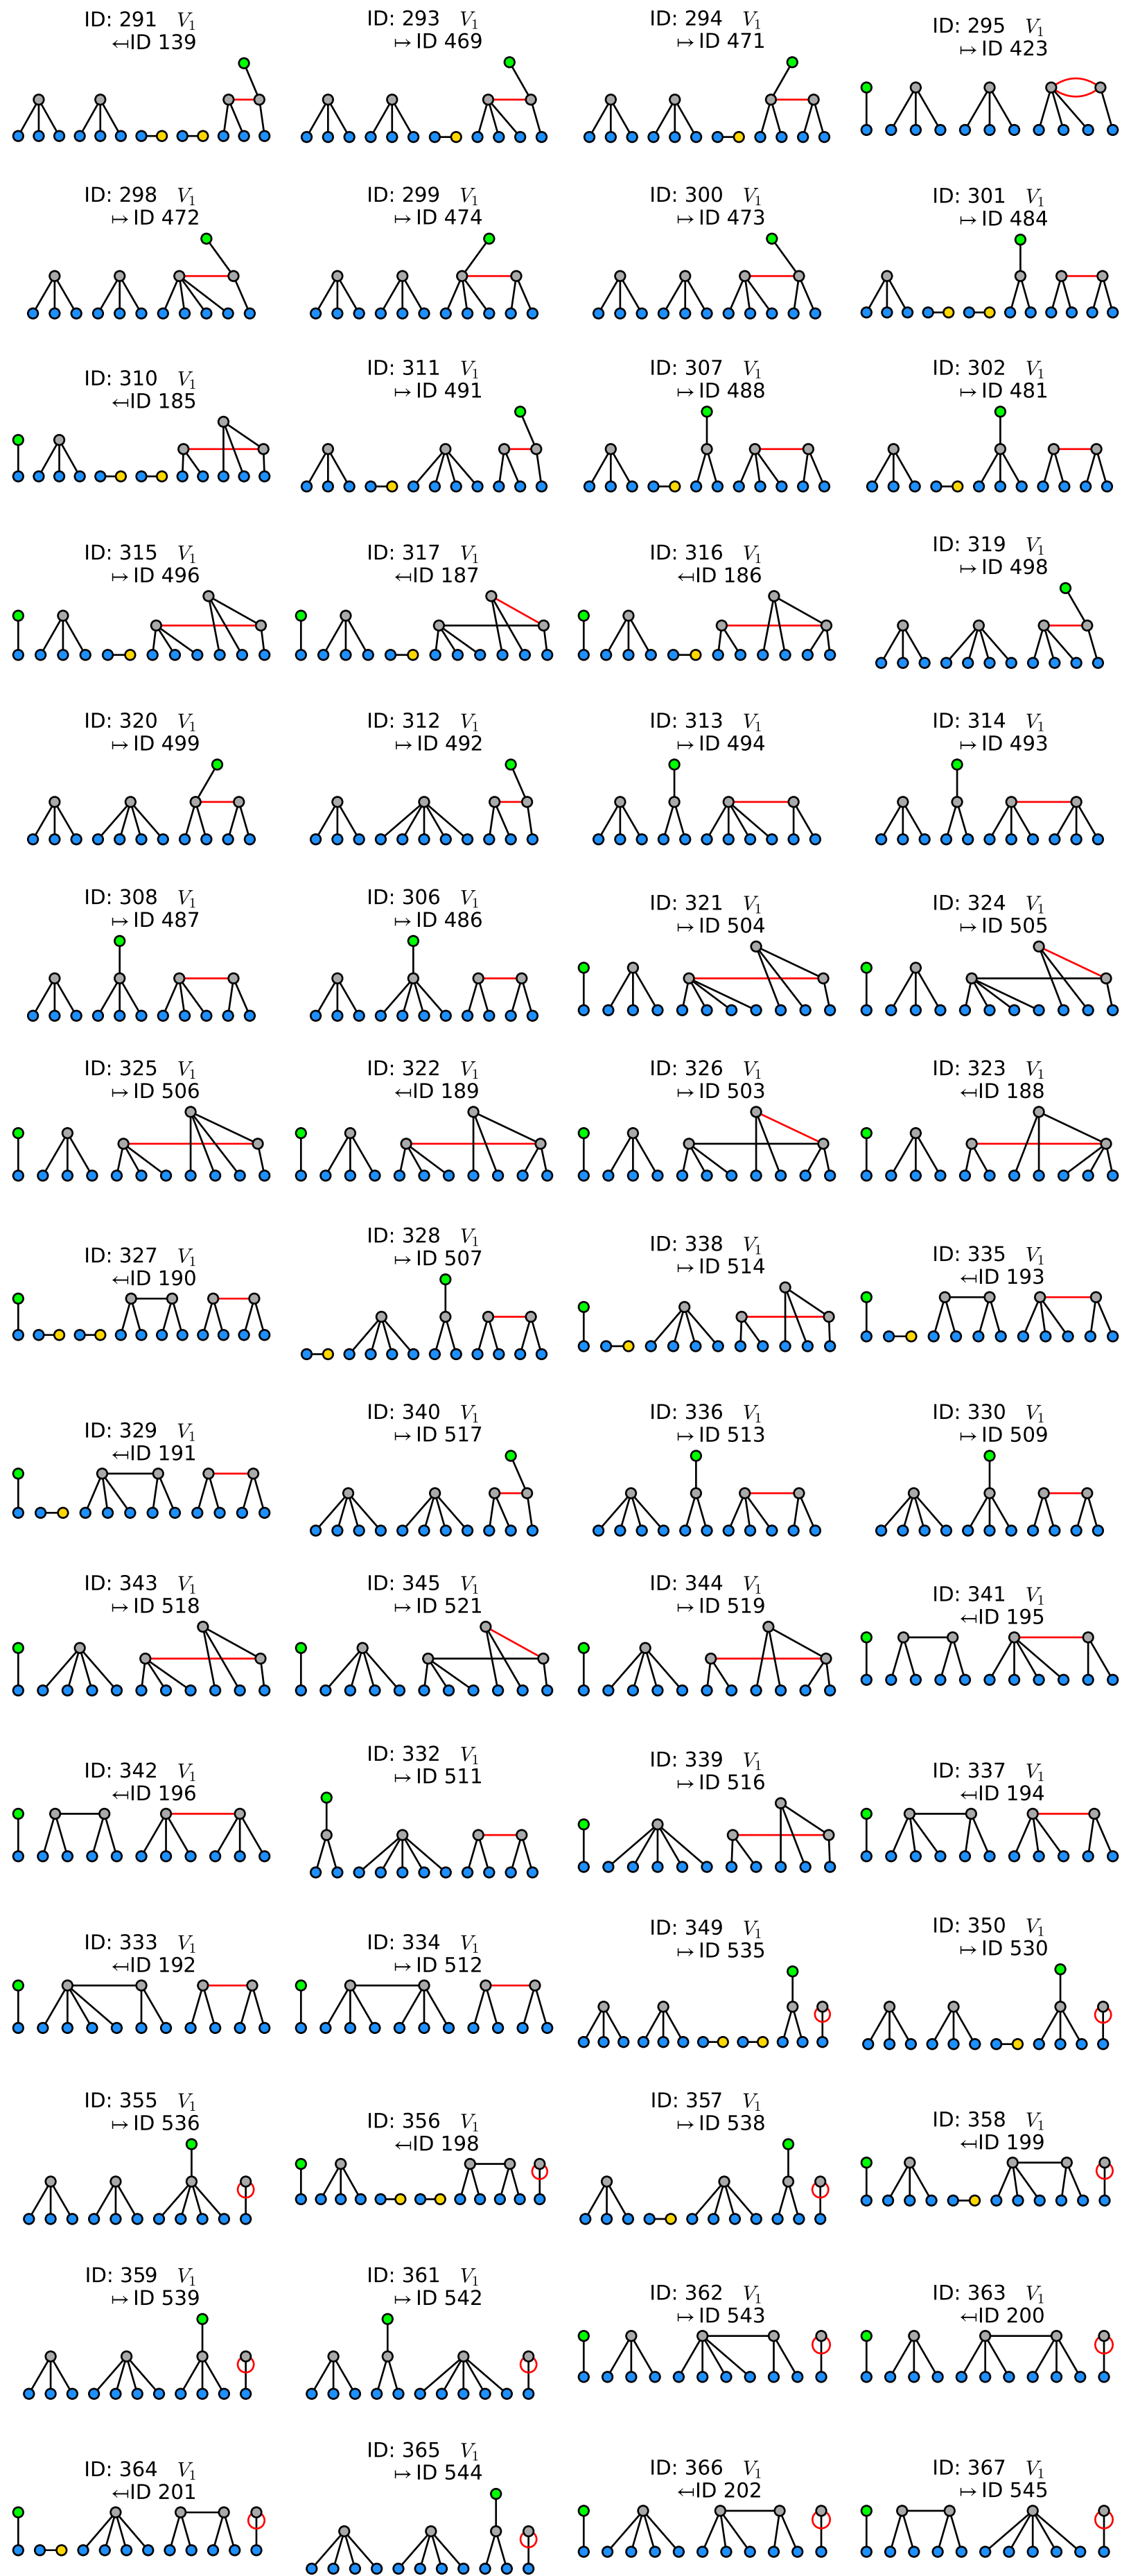 ID: 291 V₁
↤ID 139
ID: 293 V₁
↦ ID 469
ID: 294 V₁
↦ ID 471
ID: 295 V₁
↦ ID 423
ID: 298 V₁
↦ ID 472
ID: 299 V₁
↦ ID 474
ID: 300 V₁
↦ ID 473
ID: 301 V₁
↦ ID 484
ID: 310 V₁
↤ID 185
ID: 311 V₁
↦ ID 491
ID: 307 V₁
↦ ID 488
ID: 302 V₁
↦ ID 481
ID: 315 V₁
↦ ID 496
ID: 317 V₁
↤ID 187
ID: 316 V₁
↤ID 186
ID: 319 V₁
↦ ID 498
ID: 320 V₁
↦ ID 499
ID: 312 V₁
↦ ID 492
ID: 313 V₁
↦ ID 494
ID: 314 V₁
↦ ID 493
ID: 308 V₁
↦ ID 487
ID: 306 V₁
↦ ID 486
ID: 321 V₁
↦ ID 504
ID: 324 V₁
↦ ID 505
ID: 325 V₁
↦ ID 506
ID: 322 V₁
↤ID 189
ID: 326 V₁
↦ ID 503
ID: 323 V₁
↤ID 188
ID: 327 V₁
↤ID 190
ID: 328 V₁
↦ ID 507
ID: 338 V₁
↦ ID 514
ID: 335 V₁
↤ID 193
ID: 329 V₁
↤ID 191
ID: 340 V₁
↦ ID 517
ID: 336 V₁
↦ ID 513
ID: 330 V₁
↦ ID 509
ID: 343 V₁
↦ ID 518
ID: 345 V₁
↦ ID 521
ID: 344 V₁
↦ ID 519
ID: 341 V₁
↤ID 195
ID: 342 V₁
↤ID 196
ID: 332 V₁
↦ ID 511
ID: 339 V₁
↦ ID 516
ID: 337 V₁
↤ID 194
ID: 333 V₁
↤ID 192
ID: 334 V₁
↦ ID 512
ID: 349 V₁
↦ ID 535
ID: 350 V₁
↦ ID 530
ID: 355 V₁
↦ ID 536
ID: 356 V₁
↤ID 198
ID: 357 V₁
↦ ID 538
ID: 358 V₁
↤ID 199
ID: 359 V₁
↦ ID 539
ID: 361 V₁
↦ ID 542
ID: 362 V₁
↦ ID 543
ID: 363 V₁
↤ID 200
ID: 364 V₁
↤ID 201
ID: 365 V₁
↦ ID 544
ID: 366 V₁
↤ID 202
ID: 367 V₁
↦ ID 545